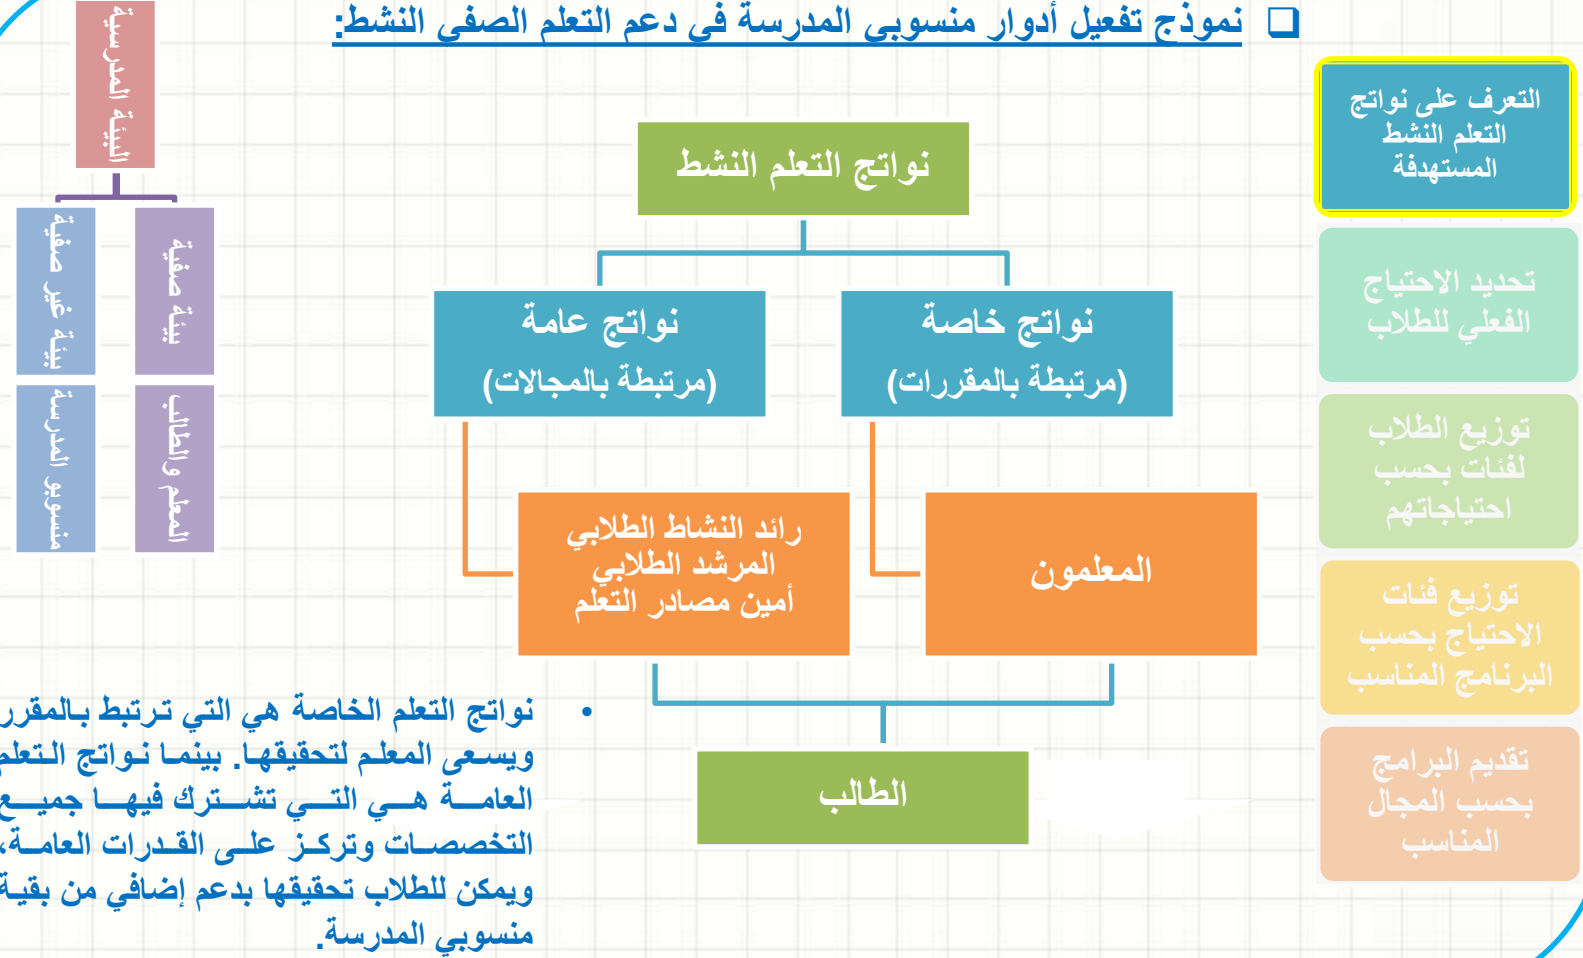 نموذج تفعيل أدوار منسوبي المدرسة في دعم التعلم الصفي النشط:
التعرف على نواتج
التعلم النشط
المستهدفة
تحديد الاحتياج
الفعلي للطلاب
توزيع الطلاب
لفئات بحسب
احتياجاتهم
توزيع فئات
الاحتياج بحسب
البرنامج المناسب
تقديم البرامج
بحسب المجال
المناسب
نواتج التعلم النشط
نواتج خاصة
(مرتبطة بالمقررات)
نواتج عامة
(مرتبطة بالمجالات)
المعلمون
رائد النشاط الطلابي
المرشد الطلابي
أمين مصادر التعلم
الطالب
البيئة المدرسية
بيئة صفية
بيئة غير صفية
المعلم والطالب
منسوبو المدرسة
• نواتج التعلم الخاصة هي التي ترتبط بالمقرر
ويسعى المعلم لتحقيقها. بينما نواتج التعلم
العامة هي التي تشترك فيها جميع
التخصصات وتركز على القدرات العامة،
ويمكن للطلاب تحقيقها بدعم إضافي من بقية
منسوبي المدرسة.